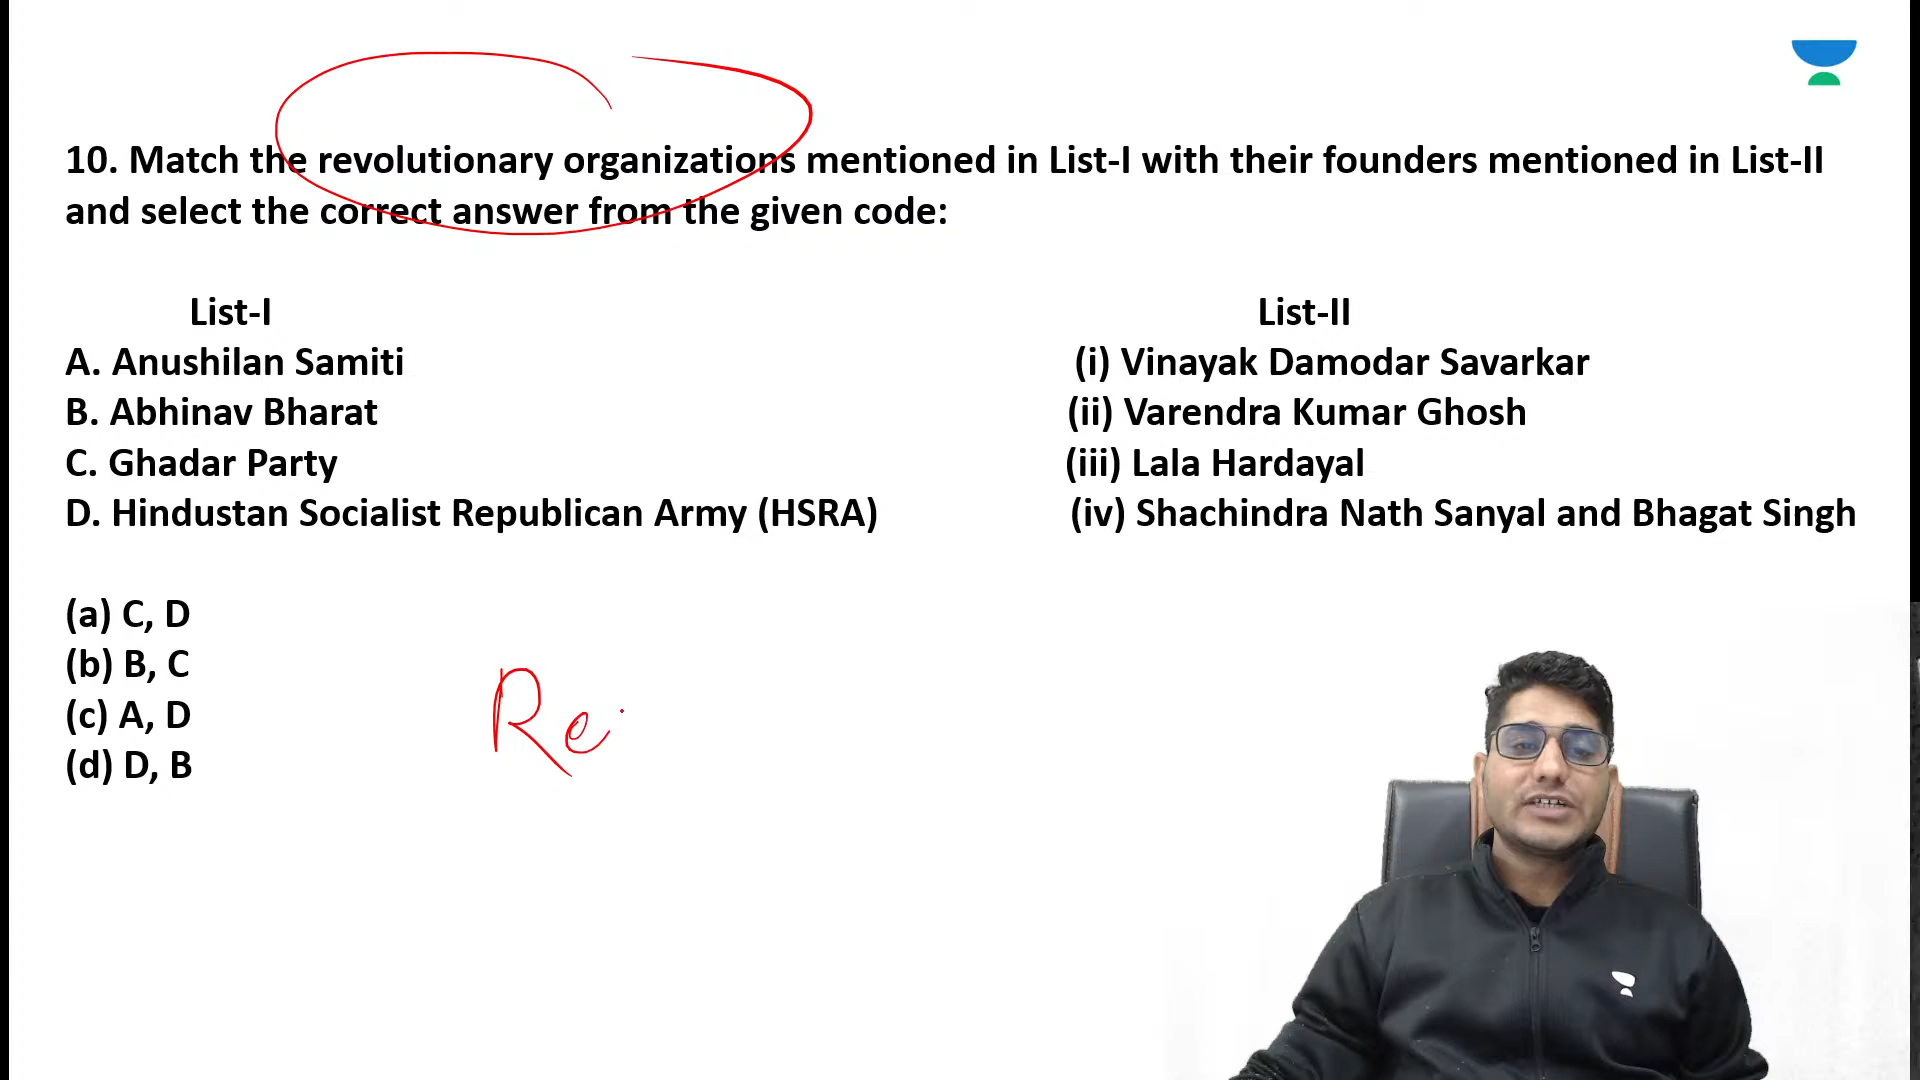 10. Match the revolutionary organizations mentioned in List-I with their founders mentioned in List-II
and select the correct answer from the given code:
List-I List-II
A. Anushilan Samiti (i) Vinayak Damodar Savarkar
B. Abhinav Bharat (ii) Varendra Kumar Ghosh
C. Ghadar Party (iii) Lala Hardayal
D. Hindustan Socialist Republican Army (HSRA) (iv) Shachindra Nath Sanyal and Bhagat Singh
(a) C, D
(b) B, C
(c) A, D
(d) D, B
Re